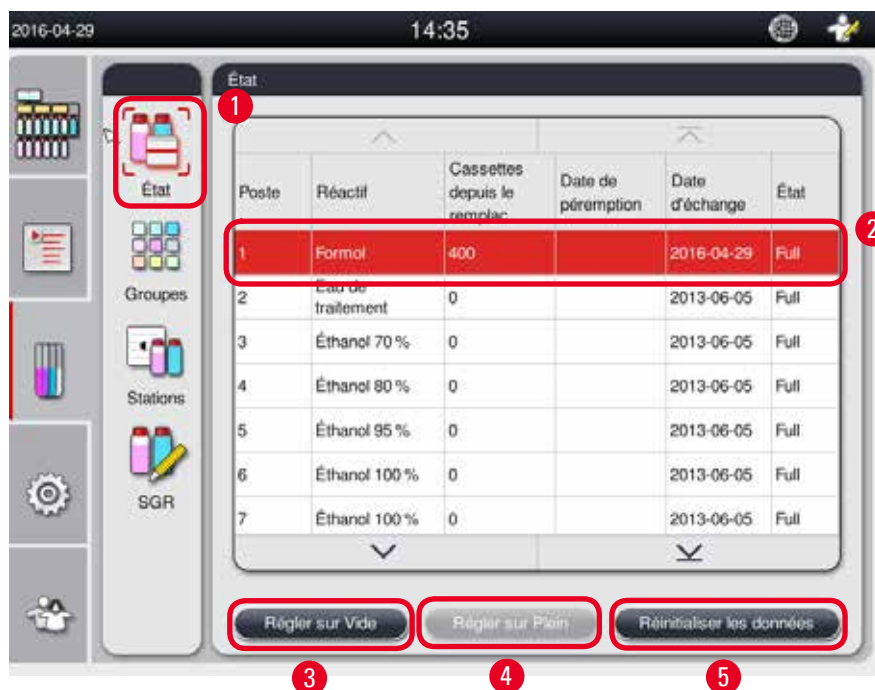 2016-04-29 14:35
État
1
État
Groupes
Stations
SGR
Poste Réactif Cassettes depuis le remplac. Date de péremption Date d'échange État
1 Formol 400 2016-04-29 Full
2
2 Eau de traitement 0 2013-06-05 Full
3 Éthanol 70 % 0 2013-06-05 Full
4 Éthanol 80 % 0 2013-06-05 Full
5 Éthanol 95 % 0 2013-06-05 Full
6 Éthanol 100 % 0 2013-06-05 Full
7 Éthanol 100 % 0 2013-06-05 Full
Régler sur Vide Régler sur Plein Réinitialiser les données
3 4 5